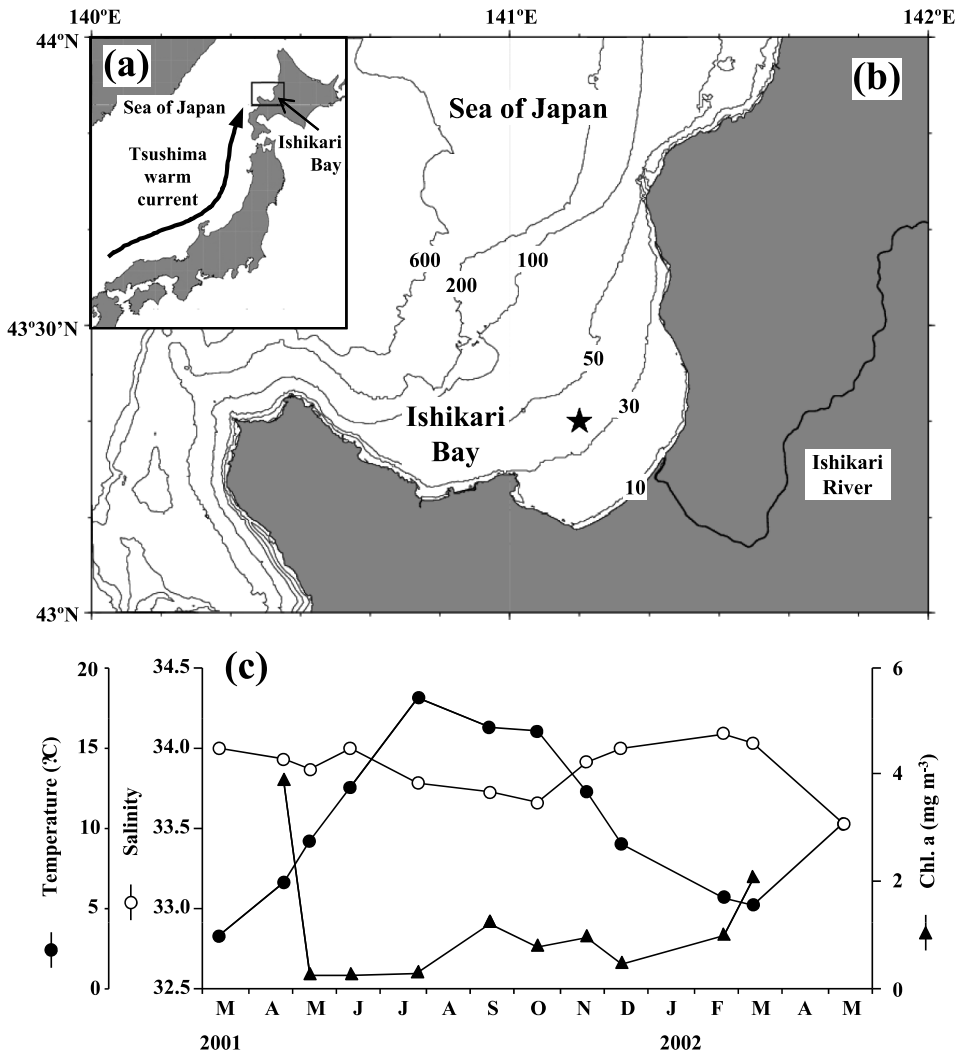 140ºE
141ºE
142ºE
44ºN
(a)
(b)
Sea of Japan
Sea of Japan
Ishikari
Bay
Tsushima
warm
current
600
200
100
43º30’N
50
30
Ishikari
Bay
10
Ishikari
River
43ºN
(c)
20
15
10
5
0
Temperature (?C)
34.5
34.0
33.5
33.0
32.5
Salinity
6
4
2
0
Chl. a (mg m-3)
M A M J J A S O N D J F M A M
2001
2002